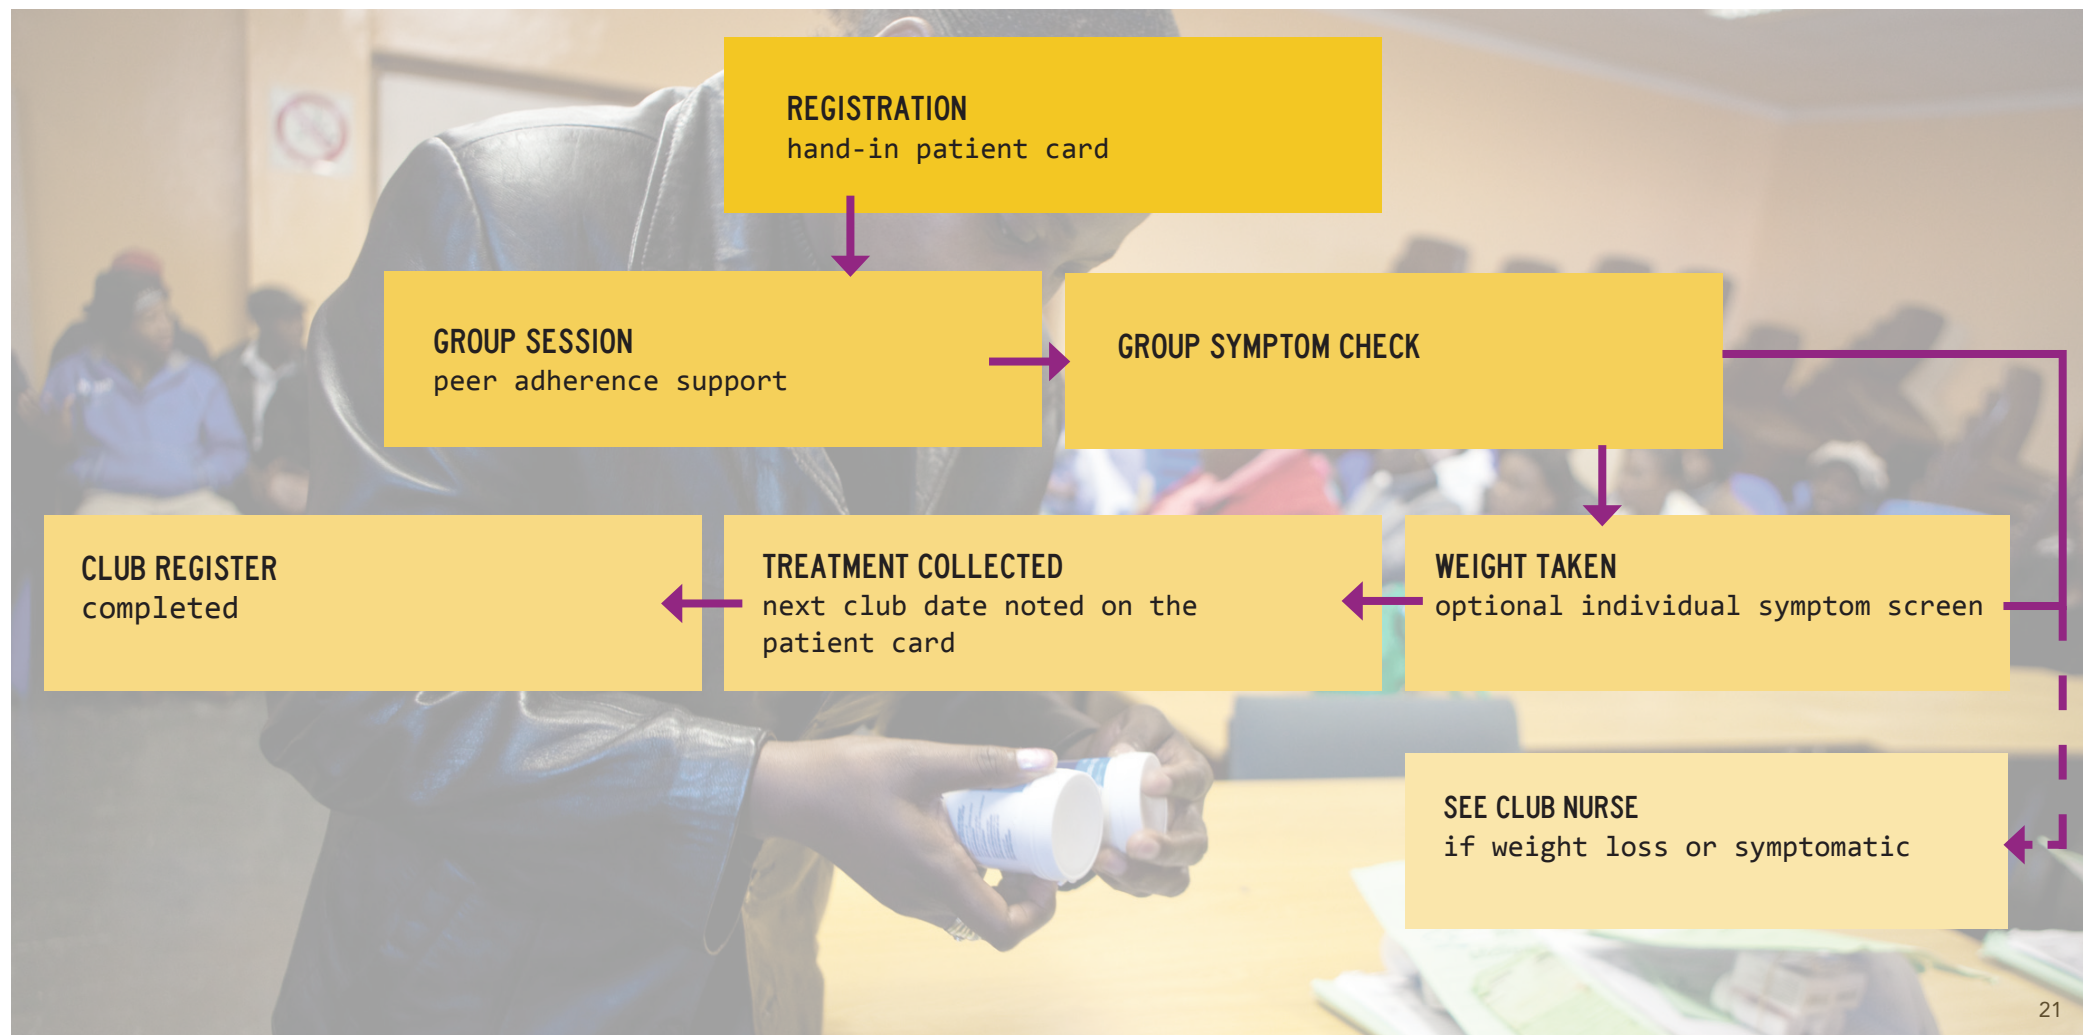 REGISTRATION
hand-in patient card
GROUP SESSION
peer adherence support
GROUP SYMPTOM CHECK
CLUB REGISTER
completed
TREATMENT COLLECTED
next club date noted on the
patient card
WEIGHT TAKEN
optional individual symptom screen
SEE CLUB NURSE
if weight loss or symptomatic
21